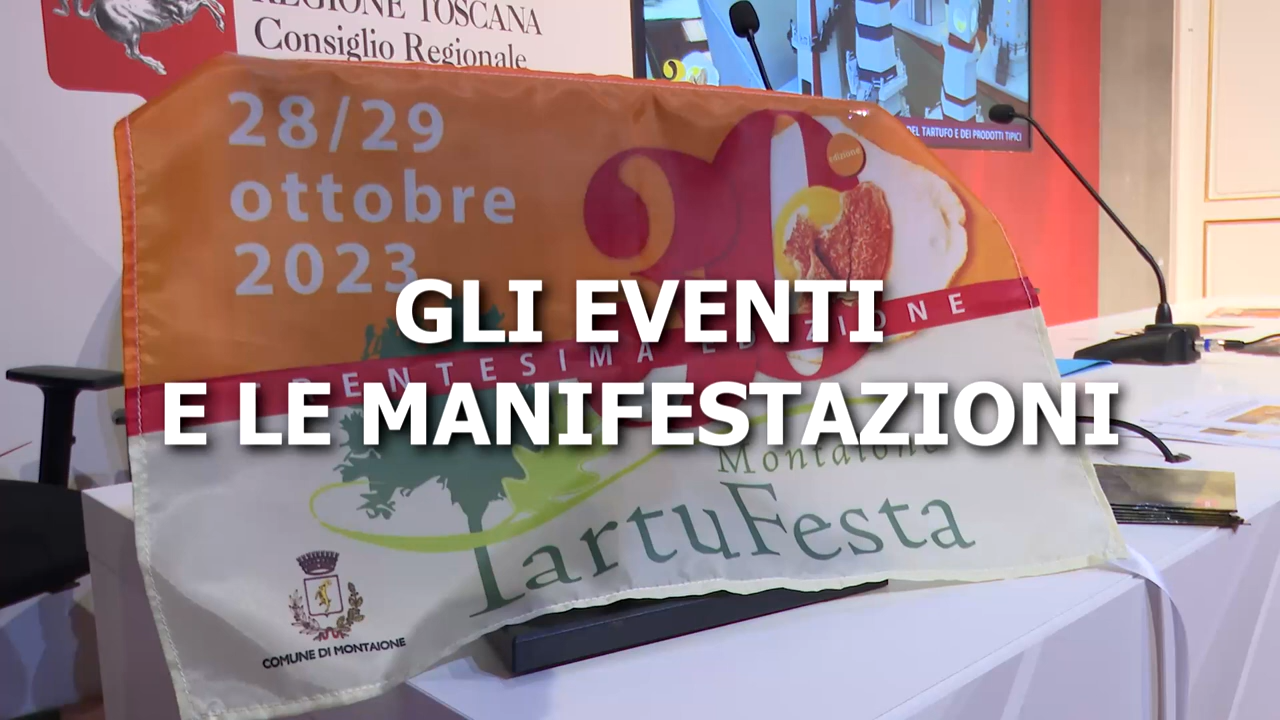 REGIONE TOSCANA
Consiglio Regionale
DEL TARTUFO E DEI PRODOTTI TIPICI
28/29
ottobre
2023
30
edizione
TRENTESIMA EDIZIONE
GLI EVENTI
E LE MANIFESTAZIONI
Montaione
TartuFesta
COMUNE DI MONTAIONE